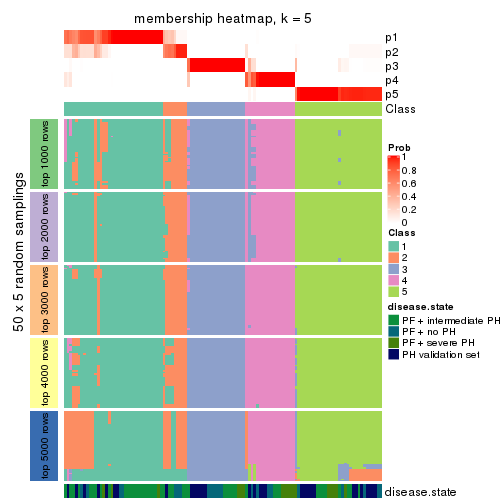 membership heatmap, k = 5
p1
p2
p3
p4
p5
Class
50 x 5 random samplings
top 1000 rows
top 2000 rows
top 3000 rows
top 4000 rows
top 5000 rows
Prob
1
0.8
0.6
0.4
0.2
0
Class
1
2
3
4
5
disease.state
PF + intermediate PH
PF + no PH
PF + severe PH
PH validation set
disease.state